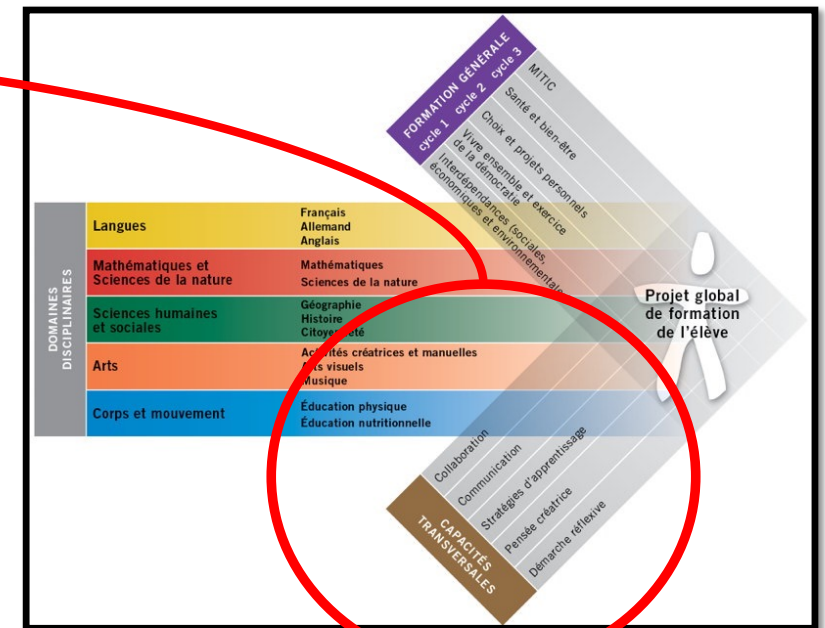 FORMATION GÉNÉRALE
cycle 1 cycle 2 cycle 3
MITIC
Santé et bien-être
Choix et projets personnels
Vivre ensemble et exercice
de la démocratie
Interdépendances (sociales,
économiques et environnementales
DOMAINES
DISCIPLINAIRES
Langues
Français
Allemand
Anglais
Mathématiques et
Sciences de la nature
Mathématiques
Sciences de la nature
Sciences humaines
et sociales
Géographie
Histoire
Citoyenneté
Arts
Activités créatrices et manuelles
Arts visuels
Musique
Corps et mouvement
Éducation physique
Éducation nutritionnelle
Projet global
de formation
de l'élève
Collaboration
Communication
Stratégies d'apprentissage
Pensée créatrice
Démarche réflexive
CAPACITÉS
TRANSVERSALES